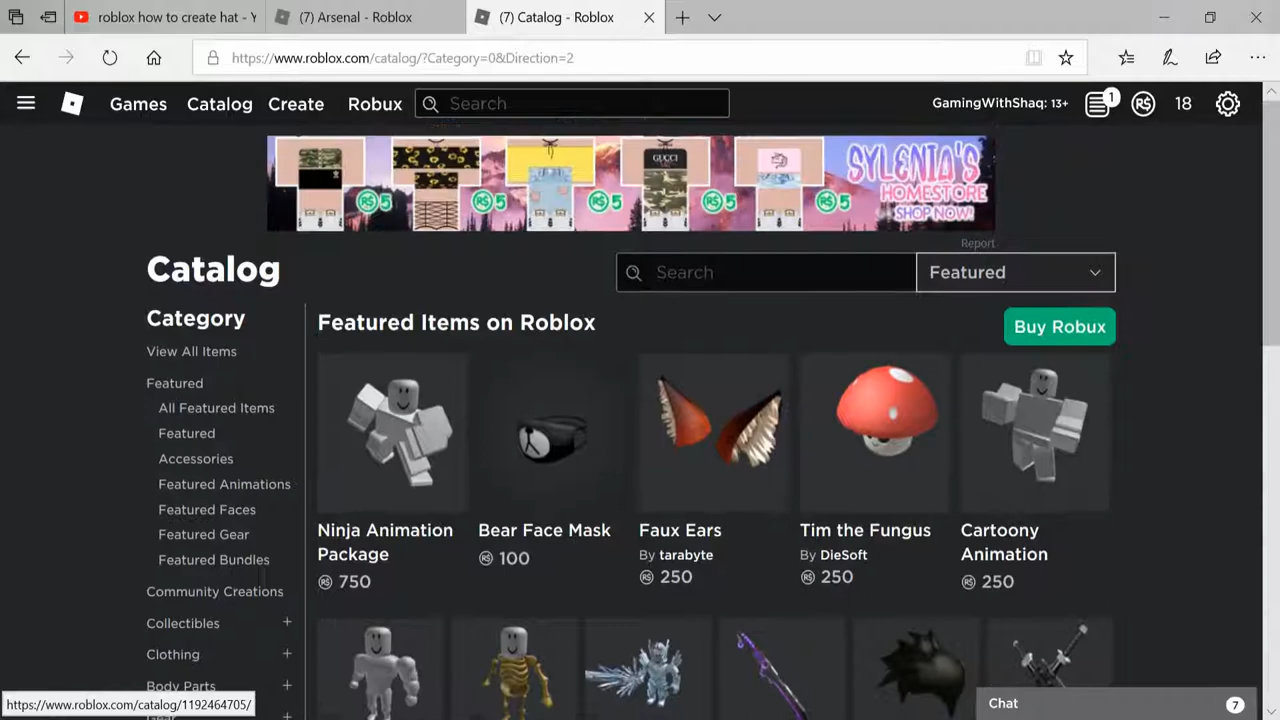 roblox how to create hat - Y
(7) Arsenal - Roblox
(7) Catalog - Roblox
https://www.roblox.com/catalog/?Category=0&Direction=2
Games
Catalog
Create
Robux
Search
GamingWithShaq: 13+
1
18
GUCCI
5
5
5
5
5
SYLENIA'S
HOMESTORE
SHOP NOW!
Report
Catalog
Search
Featured
Category
View All Items
Featured
All Featured Items
Featured
Accessories
Featured Animations
Featured Faces
Featured Gear
Featured Bundles
Community Creations
Collectibles +
Clothing +
Body Parts +
Featured Items on Roblox
Buy Robux
Ninja Animation
Package
750
Bear Face Mask
100
Faux Ears
By tarabyte
250
Tim the Fungus
By DieSoft
250
Cartoony
Animation
250
https://www.roblox.com/catalog/1192464705/
Chat
7